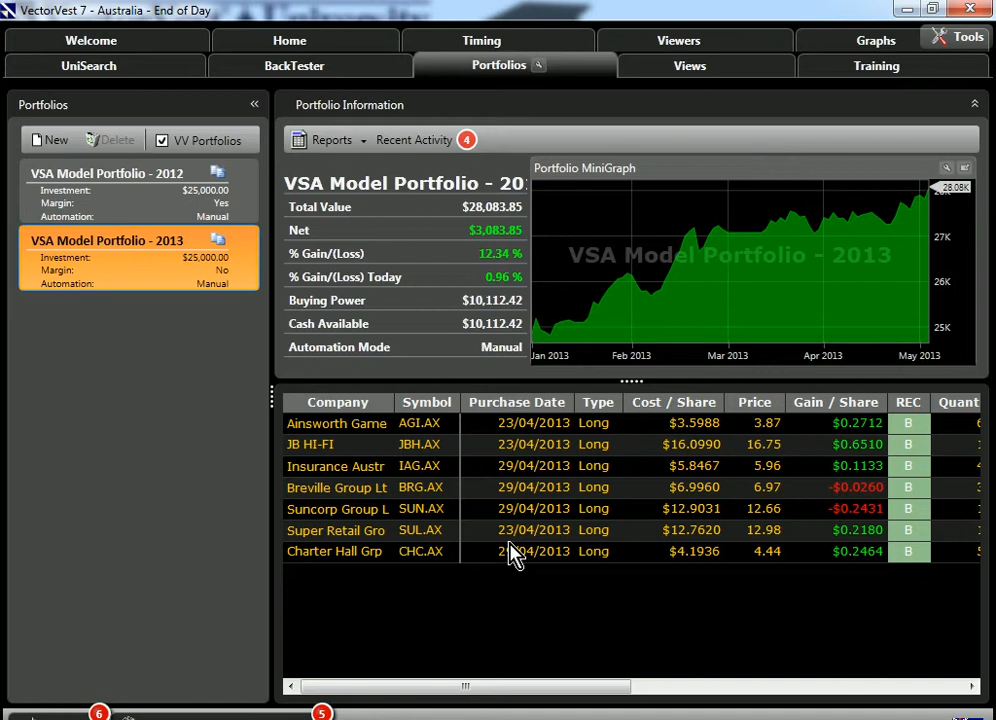 VectorVest 7 - Australia - End of Day
Welcome Home Timing Viewers Graphs Tools
UniSearch BackTester Portfolios Views Training
Portfolios
New Delete VV Portfolios
VSA Model Portfolio - 2012
Investment: $25,000.00
Margin: Yes
Automation: Manual
VSA Model Portfolio - 2013
Investment: $25,000.00
Margin: No
Automation: Manual
Portfolio Information
Reports Recent Activity 4
VSA Model Portfolio - 20
Total Value $28,083.85
Net $3,083.85
% Gain/(Loss) 12.34 %
% Gain/(Loss) Today 0.96 %
Buying Power $10,112.42
Cash Available $10,112.42
Automation Mode Manual
Portfolio MiniGraph
28.08K
VSA Model Portfolio - 2013
27K
26K
25K
Jan 2013 Feb 2013 Mar 2013 Apr 2013 May 2013
Company Symbol Purchase Date Type Cost / Share Price Gain / Share REC Quant
Ainsworth Game AGI.AX 23/04/2013 Long $3.5988 3.87 $0.2712 B
JB HI-FI JBH.AX 23/04/2013 Long $16.0990 16.75 $0.6510 B
Insurance Austr IAG.AX 29/04/2013 Long $5.8467 5.96 $0.1133 B
Breville Group Lt BRG.AX 29/04/2013 Long $6.9960 6.97 -$0.0260 B
Suncorp Group L SUN.AX 29/04/2013 Long $12.9031 12.66 -$0.2431 B
Super Retail Gro SUL.AX 23/04/2013 Long $12.7620 12.98 $0.2180 B
Charter Hall Grp CHC.AX 29/04/2013 Long $4.1936 4.44 $0.2464 B
6 5